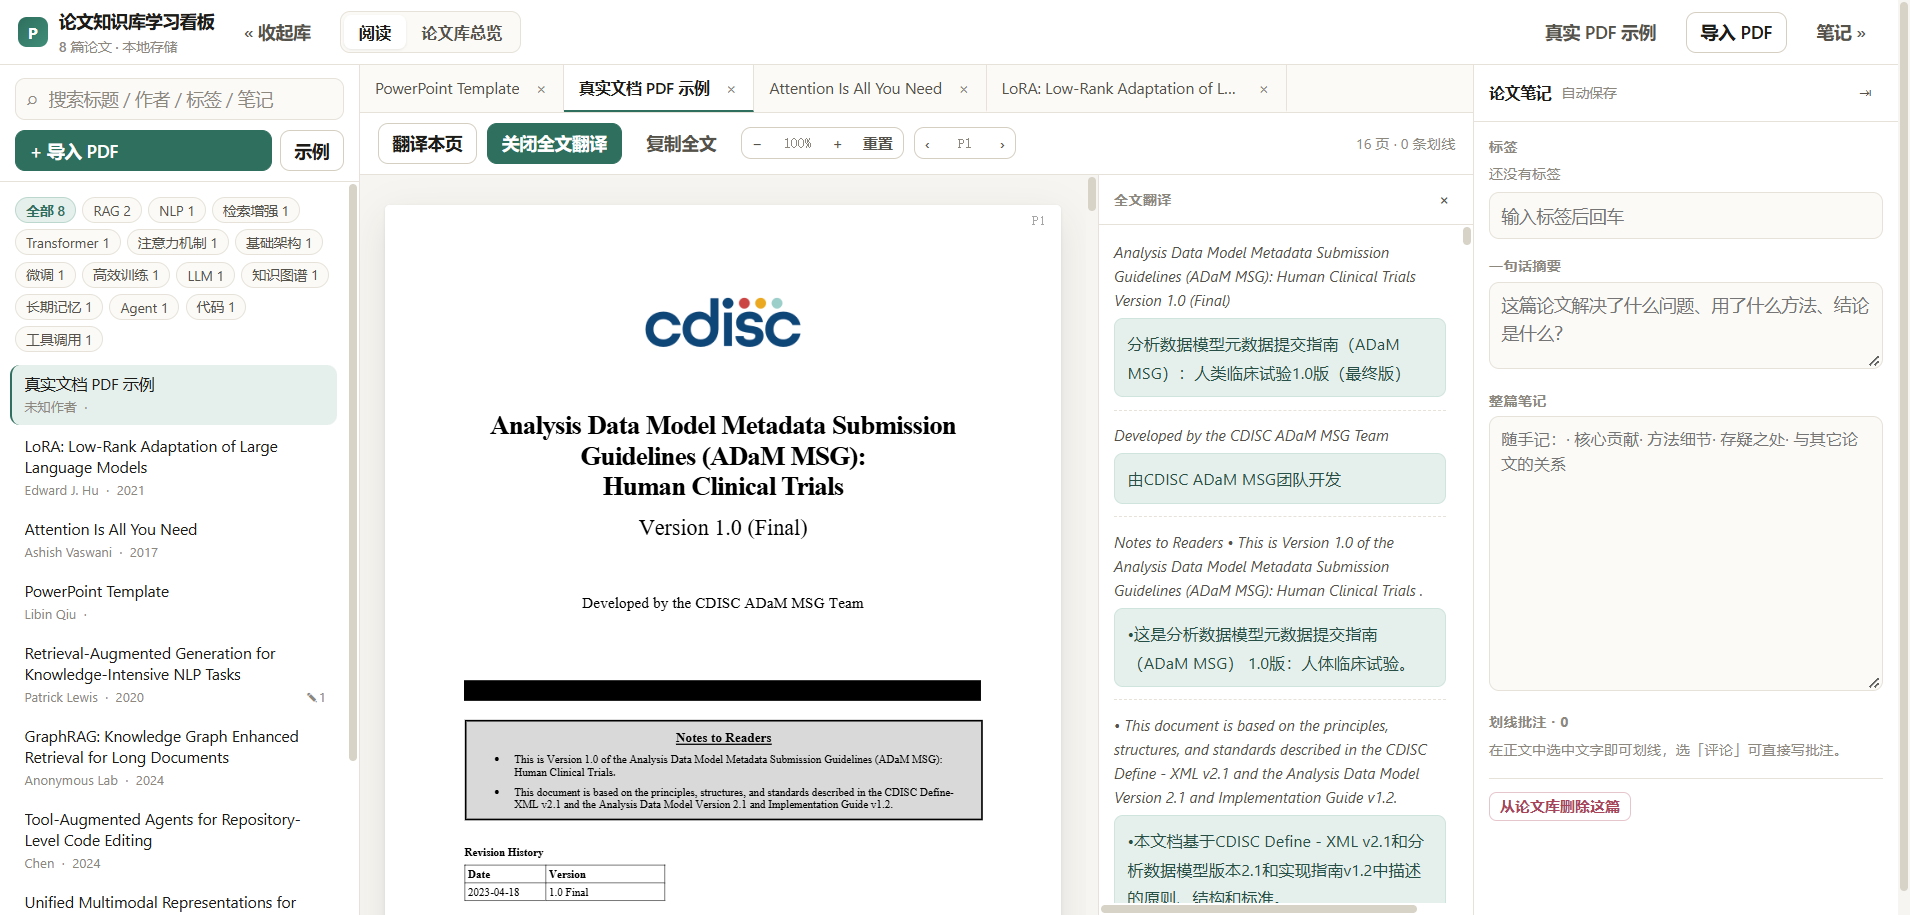 P
论文知识库学习看板
8 篇论文 · 本地存储
« 收起库
阅读
论文库总览
真实 PDF 示例
导入 PDF
笔记 »
搜索标题 / 作者 / 标签 / 笔记
+ 导入 PDF
示例
全部 8
RAG 2
NLP 1
检索增强 1
Transformer 1
注意力机制 1
基础架构 1
微调 1
高效训练 1
LLM 1
知识图谱 1
长期记忆 1
Agent 1
代码 1
工具调用 1
真实文档 PDF 示例
未知作者 ·
LoRA: Low-Rank Adaptation of Large
Language Models
Edward J. Hu · 2021
Attention Is All You Need
Ashish Vaswani · 2017
PowerPoint Template
Libin Qiu ·
Retrieval-Augmented Generation for
Knowledge-Intensive NLP Tasks
Patrick Lewis · 2020
✎1
GraphRAG: Knowledge Graph Enhanced
Retrieval for Long Documents
Anonymous Lab · 2024
Tool-Augmented Agents for Repository-
Level Code Editing
Chen · 2024
Unified Multimodal Representations for
PowerPoint Template ×
真实文档 PDF 示例 ×
Attention Is All You Need ×
LoRA: Low-Rank Adaptation of L... ×
翻译本页
关闭全文翻译
复制全文
− 100% + 重置
‹ P1 ›
16 页 · 0 条划线
P1
cdisc
Analysis Data Model Metadata Submission
Guidelines (ADaM MSG):
Human Clinical Trials
Version 1.0 (Final)
Developed by the CDISC ADaM MSG Team
Notes to Readers
• This is Version 1.0 of the Analysis Data Model Metadata Submission Guidelines (ADaM MSG):
Human Clinical Trials.
• This document is based on the principles, structures, and standards described in the CDISC Define-
XML v2.1 and the Analysis Data Model Version 2.1 and Implementation Guide v1.2.
Revision History
Date Version
2023-04-18 1.0 Final
全文翻译 ×
Analysis Data Model Metadata Submission
Guidelines (ADaM MSG): Human Clinical Trials
Version 1.0 (Final)
分析数据模型元数据提交指南（ADaM
MSG）：人类临床试验1.0版（最终版）
Developed by the CDISC ADaM MSG Team
由CDISC ADaM MSG团队开发
Notes to Readers • This is Version 1.0 of the
Analysis Data Model Metadata Submission
Guidelines (ADaM MSG): Human Clinical Trials .
•这是分析数据模型元数据提交指南
（ADaM MSG） 1.0版：人体临床试验。
• This document is based on the principles,
structures, and standards described in the CDISC
Define - XML v2.1 and the Analysis Data Model
Version 2.1 and Implementation Guide v1.2.
•本文档基于CDISC Define - XML v2.1和分
析数据模型版本2.1和实现指南v1.2中描述
的原则、结构和标准。
论文笔记 自动保存
标签
还没有标签
输入标签后回车
一句话摘要
这篇论文解决了什么问题、用了什么方法、结论
是什么？
整篇笔记
随手记：· 核心贡献· 方法细节· 存疑之处· 与其它论
文的关系
划线批注 · 0
在正文中选中文字即可划线，选「评论」可直接写批注。
从论文库删除这篇